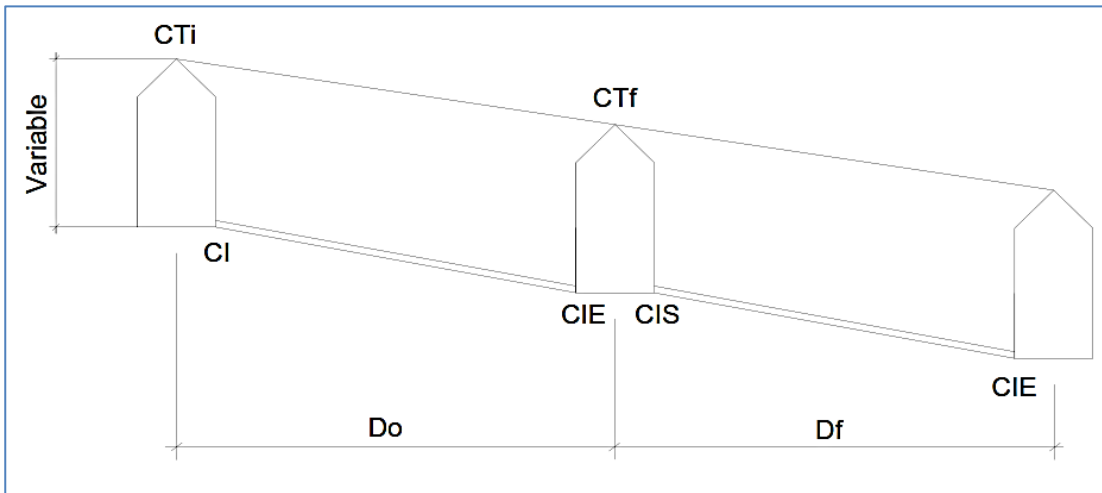 CTi
CTf
Variable
CI
CIE
CIS
CIE
Do
Df